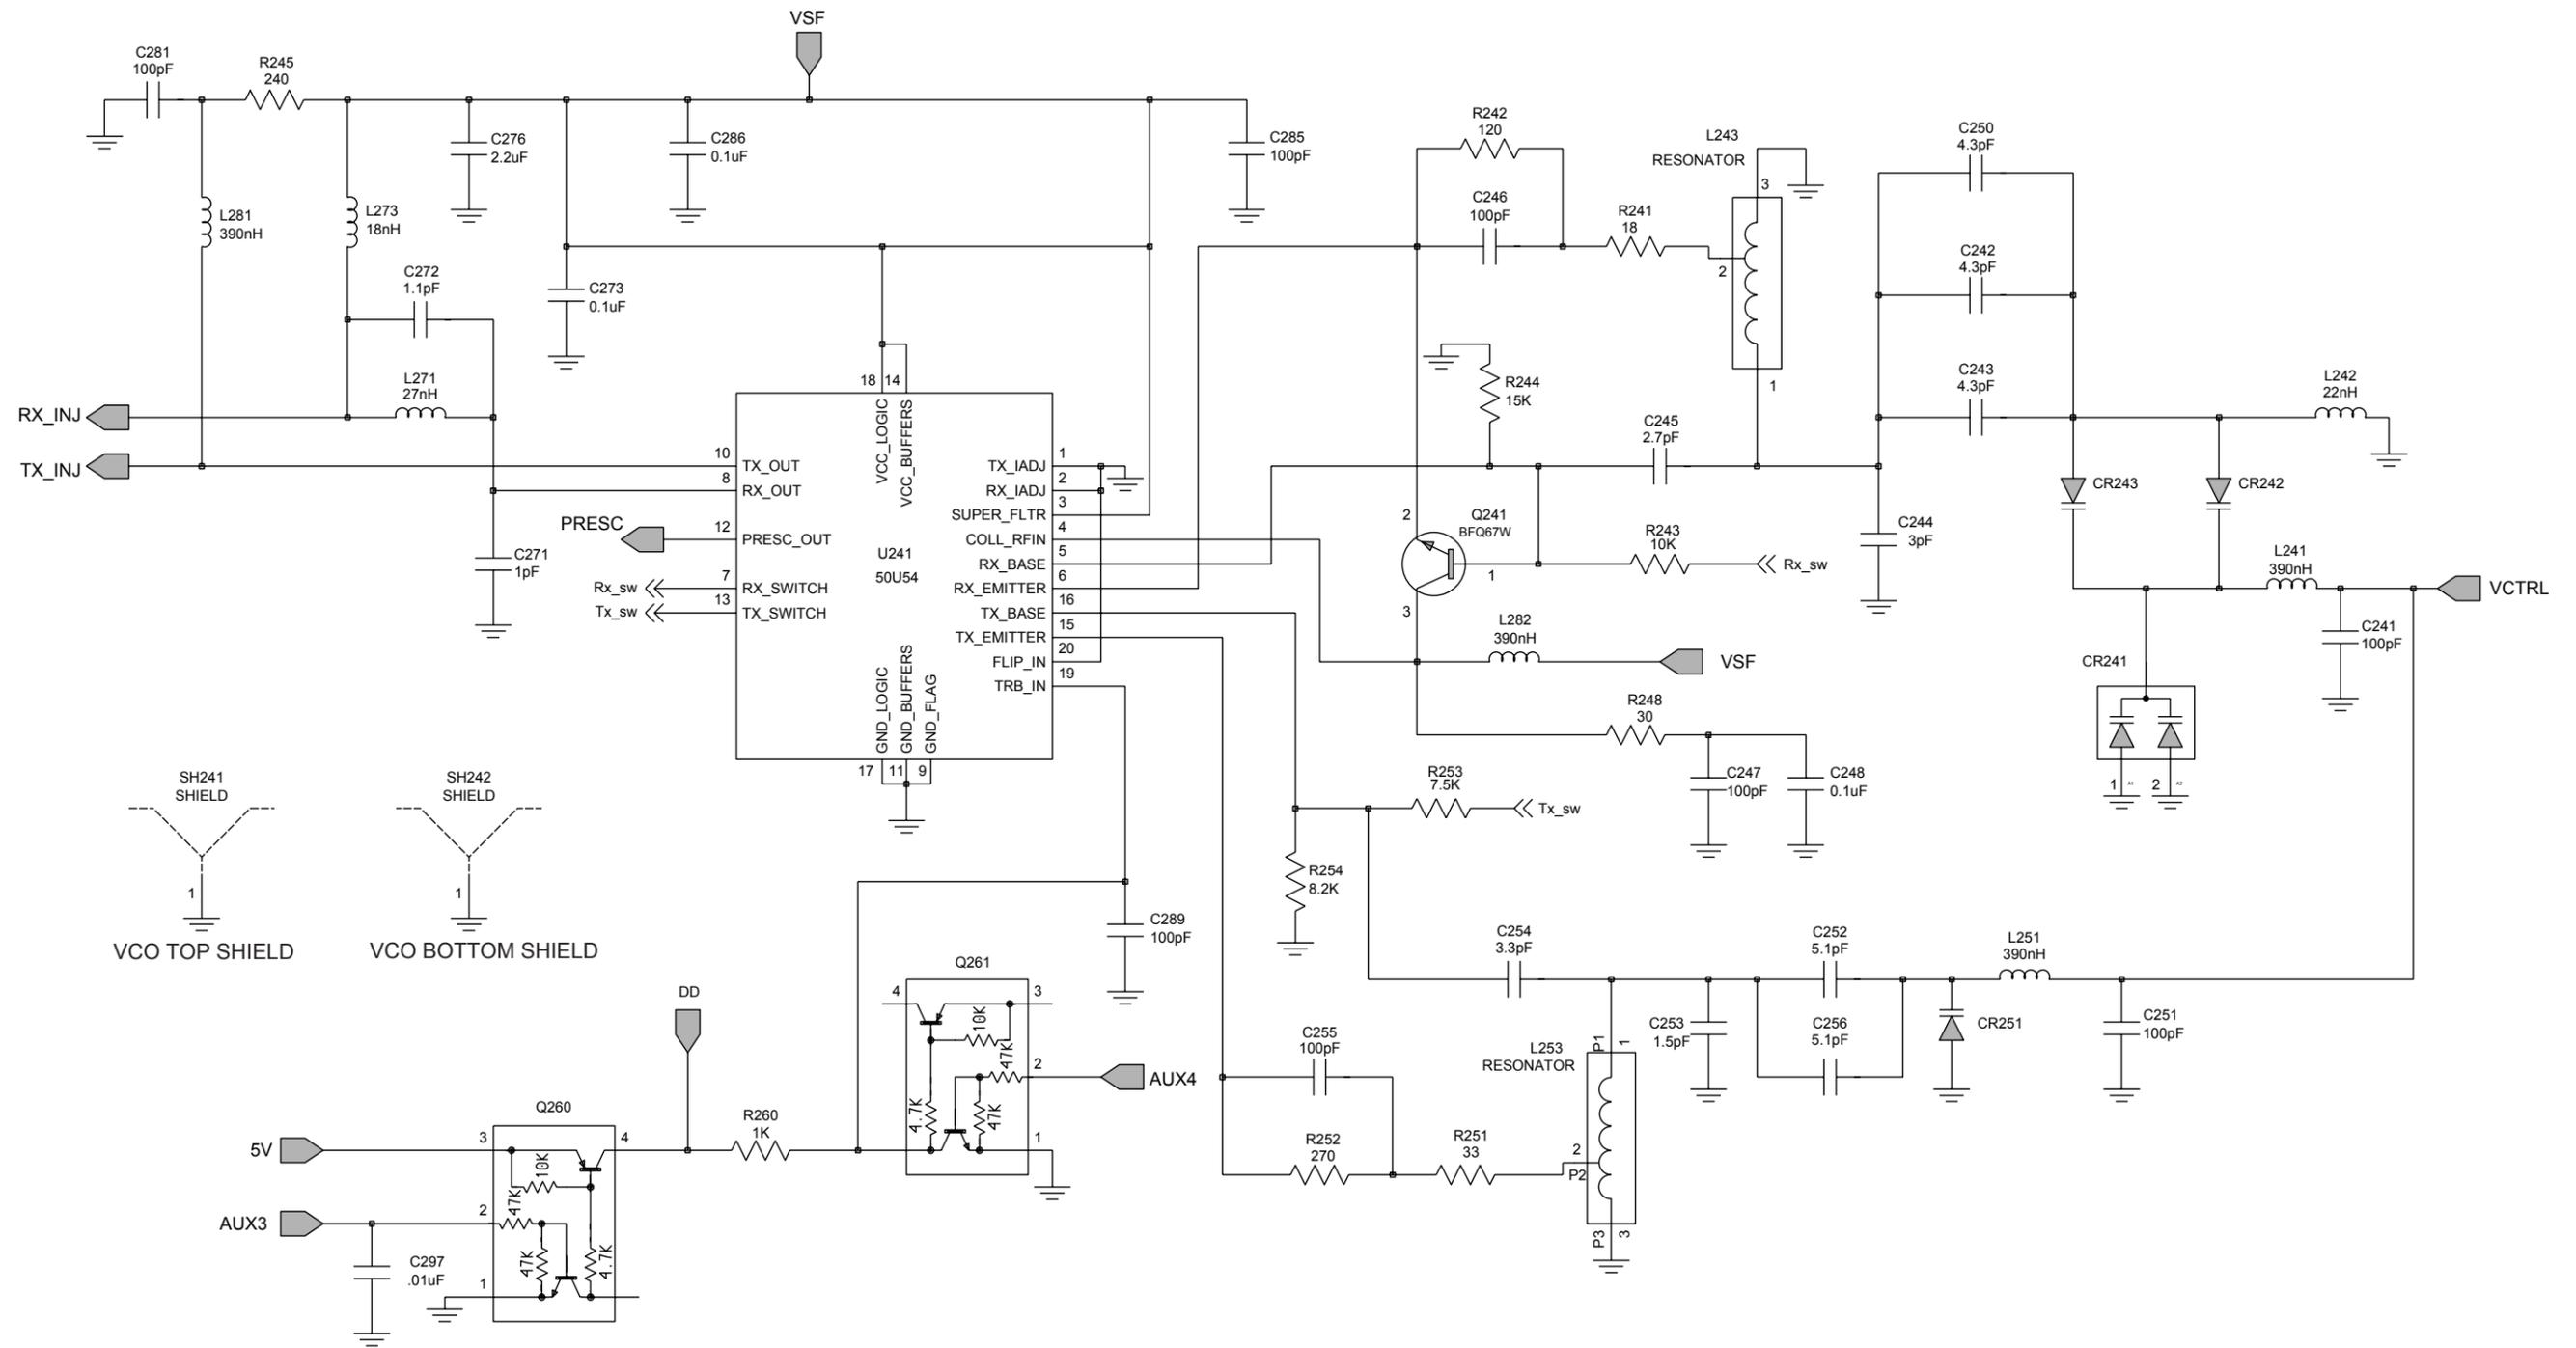 VSF
C281
100pF
R245
240
C276
2.2uF
C286
0.1uF
C285
100pF
L281
390nH
L273
18nH
C272
1.1pF
C273
0.1uF
L271
27nH
RX_INJ
TX_INJ
C271
1pF
PRESC
Rx_sw
Tx_sw
18 14
VCC_LOGIC
VCC_BUFFERS
10 TX_OUT
8 RX_OUT
12 PRESC_OUT
7 RX_SWITCH
13 TX_SWITCH
U241
50U54
TX_IADJ 1
RX_IADJ 2
SUPER_FLTR 3
COLL_RFIN 4
RX_BASE 5
RX_EMITTER 6
TX_BASE 16
TX_EMITTER 15
FLIP_IN 20
TRB_IN 19
GND_LOGIC
GND_BUFFERS
GND_FLAG
17 11 9
R242
120
C246
100pF
R241
18
L243
RESONATOR
3
2
1
R244
15K
C245
2.7pF
2
Q241
BFQ67W
1
3
R243
10K
Rx_sw
L282
390nH
VSF
R248
30
C247
100pF
C248
0.1uF
C250
4.3pF
C242
4.3pF
C243
4.3pF
C244
3pF
L242
22nH
CR243
CR242
L241
390nH
VCTRL
C241
100pF
CR241
1 A1
2 A2
R253
7.5K
Tx_sw
R254
8.2K
C289
100pF
C254
3.3pF
C252
5.1pF
L251
390nH
C253
1.5pF
C256
5.1pF
CR251
C251
100pF
C255
100pF
L253
RESONATOR
P1
1
R252
270
R251
33
2
P2
P3
3
SH241
SHIELD
1
VCO TOP SHIELD
SH242
SHIELD
1
VCO BOTTOM SHIELD
DD
Q261
4
3
10K
47K
2
AUX4
4.7K
47K
1
R260
1K
Q260
5V
3
4
10K
47K
AUX3
2
47K
4.7K
1
C297
.01uF